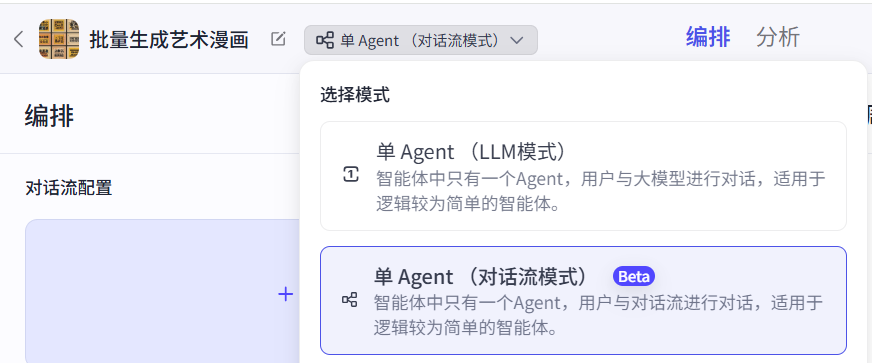 批量生成艺术漫画
单 Agent （对话流模式）
编排 分析
选择模式
编排
单 Agent （LLM模式）
智能体中只有一个Agent，用户与大模型进行对话，适用于
逻辑较为简单的智能体。
对话流配置
单 Agent （对话流模式） Beta
智能体中只有一个Agent，用户与对话流进行对话，适用于
逻辑较为简单的智能体。
+